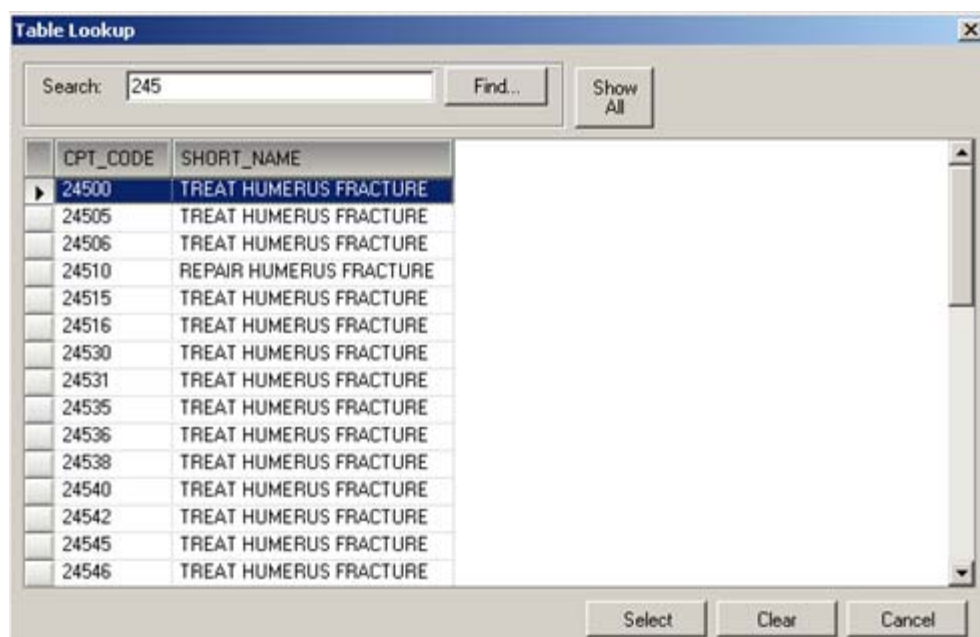 Table Lookup
Search: 245 Find... Show All
CPT_CODE SHORT_NAME
24500 TREAT HUMERUS FRACTURE
24505 TREAT HUMERUS FRACTURE
24506 TREAT HUMERUS FRACTURE
24510 REPAIR HUMERUS FRACTURE
24515 TREAT HUMERUS FRACTURE
24516 TREAT HUMERUS FRACTURE
24530 TREAT HUMERUS FRACTURE
24531 TREAT HUMERUS FRACTURE
24535 TREAT HUMERUS FRACTURE
24536 TREAT HUMERUS FRACTURE
24538 TREAT HUMERUS FRACTURE
24540 TREAT HUMERUS FRACTURE
24542 TREAT HUMERUS FRACTURE
24545 TREAT HUMERUS FRACTURE
24546 TREAT HUMERUS FRACTURE
Select Clear Cancel